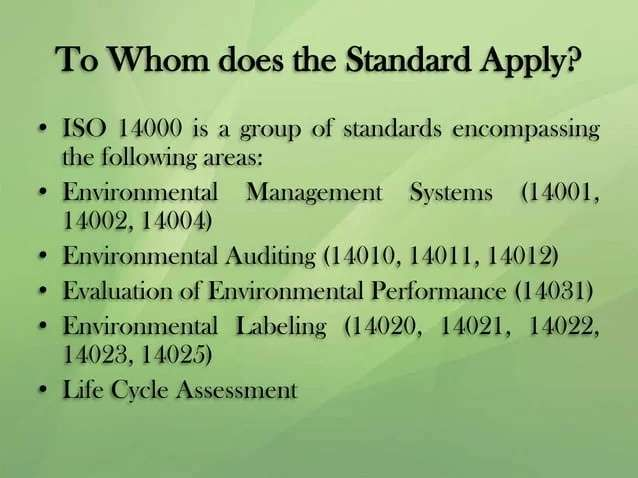 To Whom does the Standard Apply?
• ISO 14000 is a group of standards encompassing
the following areas:
• Environmental Management Systems (14001,
14002, 14004)
• Environmental Auditing (14010, 14011, 14012)
• Evaluation of Environmental Performance (14031)
• Environmental Labeling (14020, 14021, 14022,
14023, 14025)
• Life Cycle Assessment